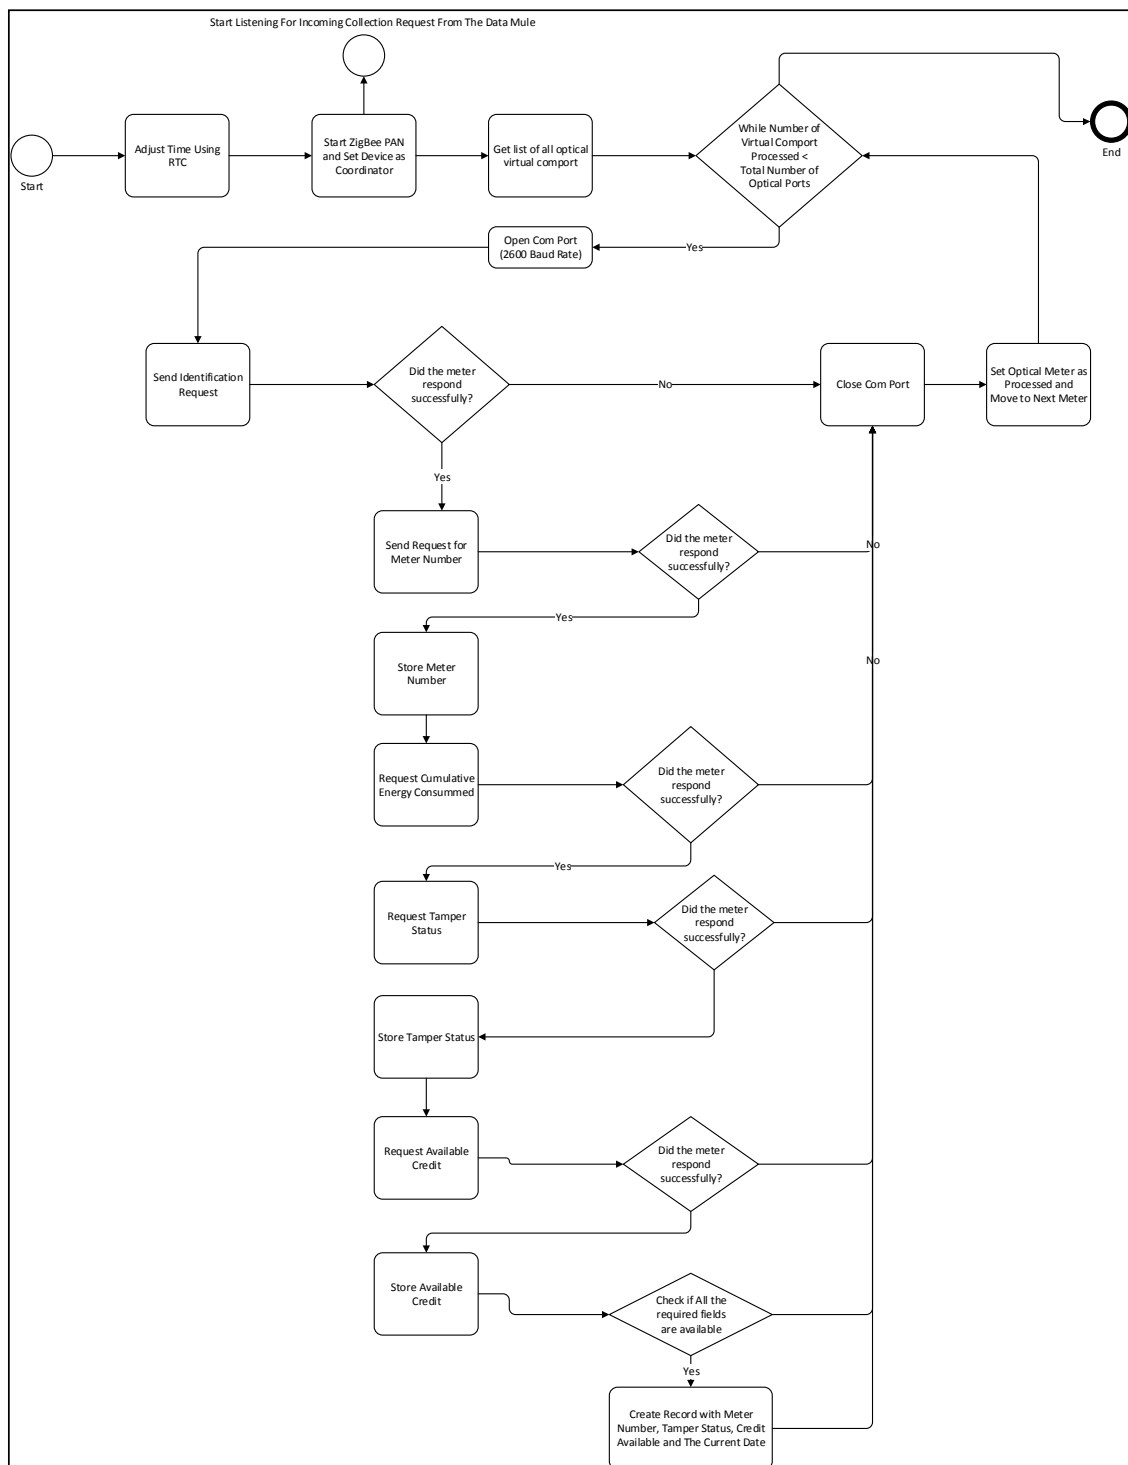 Start Listening For Incoming Collection Request From The Data Mule
Start
Adjust Time Using
RTC
Start ZigBee PAN
and Set Device as
Coordinator
Get list of all optical
virtual comport
While Number of
Virtual Comport
Processed <
Total Number of
Optical Ports
End
Open Com Port
(2600 Baud Rate)
Yes
Send Identification
Request
Did the meter
respond
successfully?
No
Close Com Port
Set Optical Meter as
Processed and
Move to Next Meter
Yes
Send Request for
Meter Number
Did the meter
respond
successfully?
No
Yes
Store Meter
Number
No
Request Cumulative
Energy Consummed
Did the meter
respond
successfully?
Yes
Request Tamper
Status
Did the meter
respond
successfully?
Store Tamper Status
Request Available
Credit
Did the meter
respond
successfully?
Store Available
Credit
Check if All the
required fields
are available
Yes
Create Record with Meter
Number, Tamper Status, Credit
Available and The Current Date